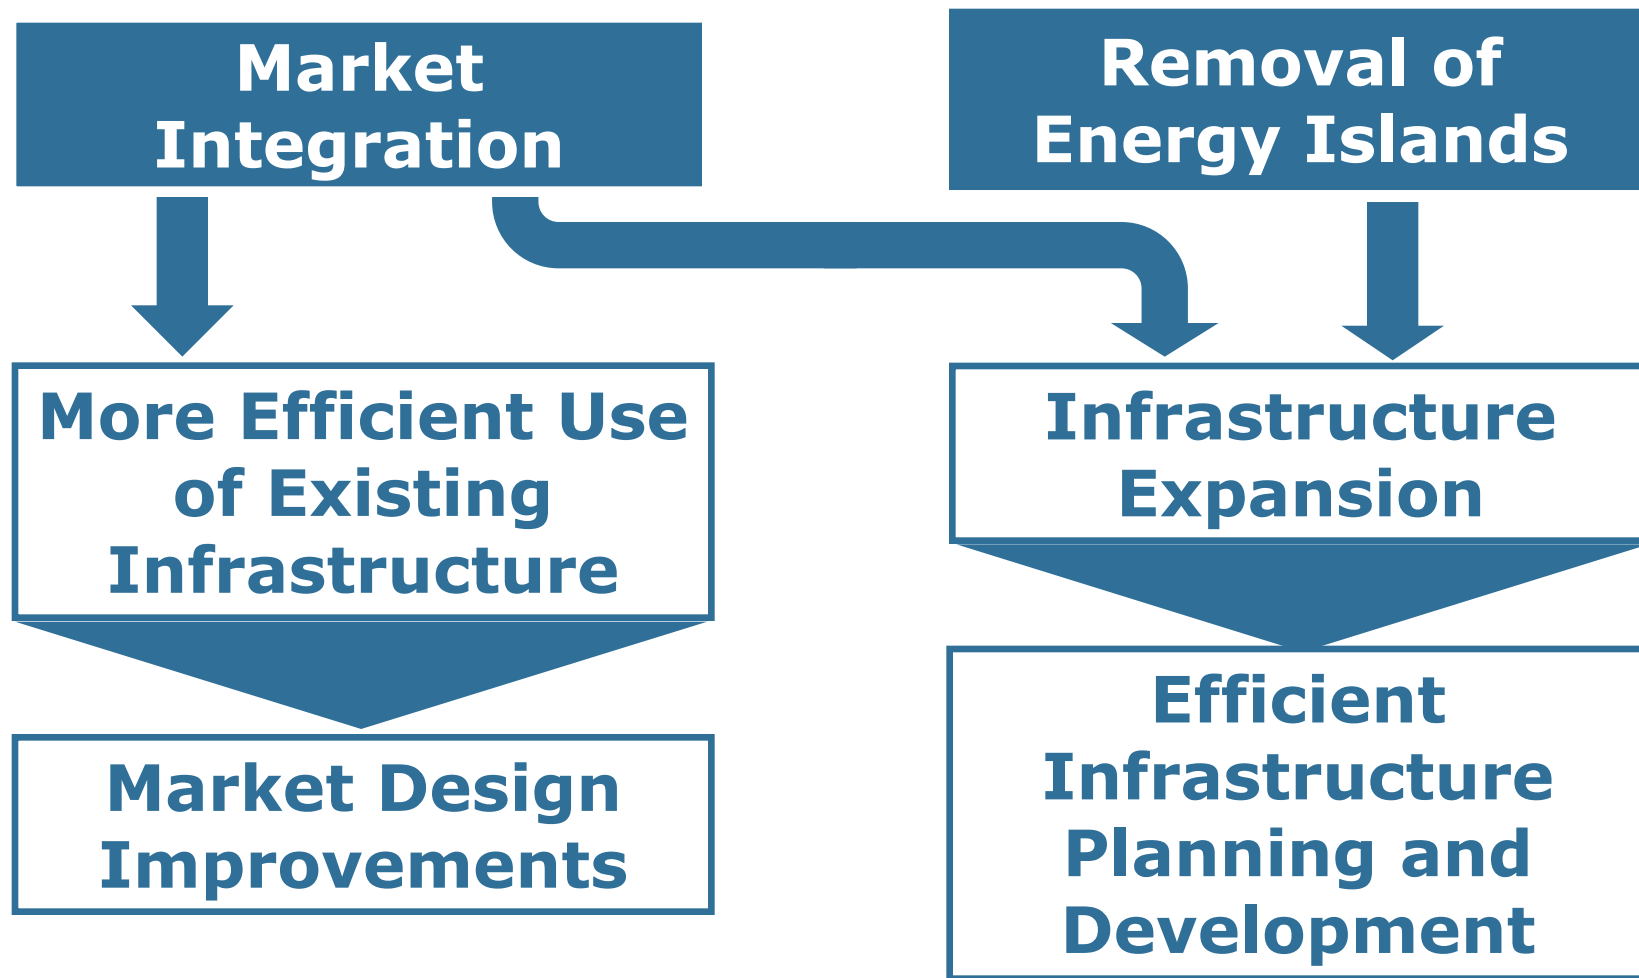 Market
Integration
Removal of
Energy Islands
More Efficient Use
of Existing
Infrastructure
Infrastructure
Expansion
Market Design
Improvements
Efficient
Infrastructure
Planning and
Development